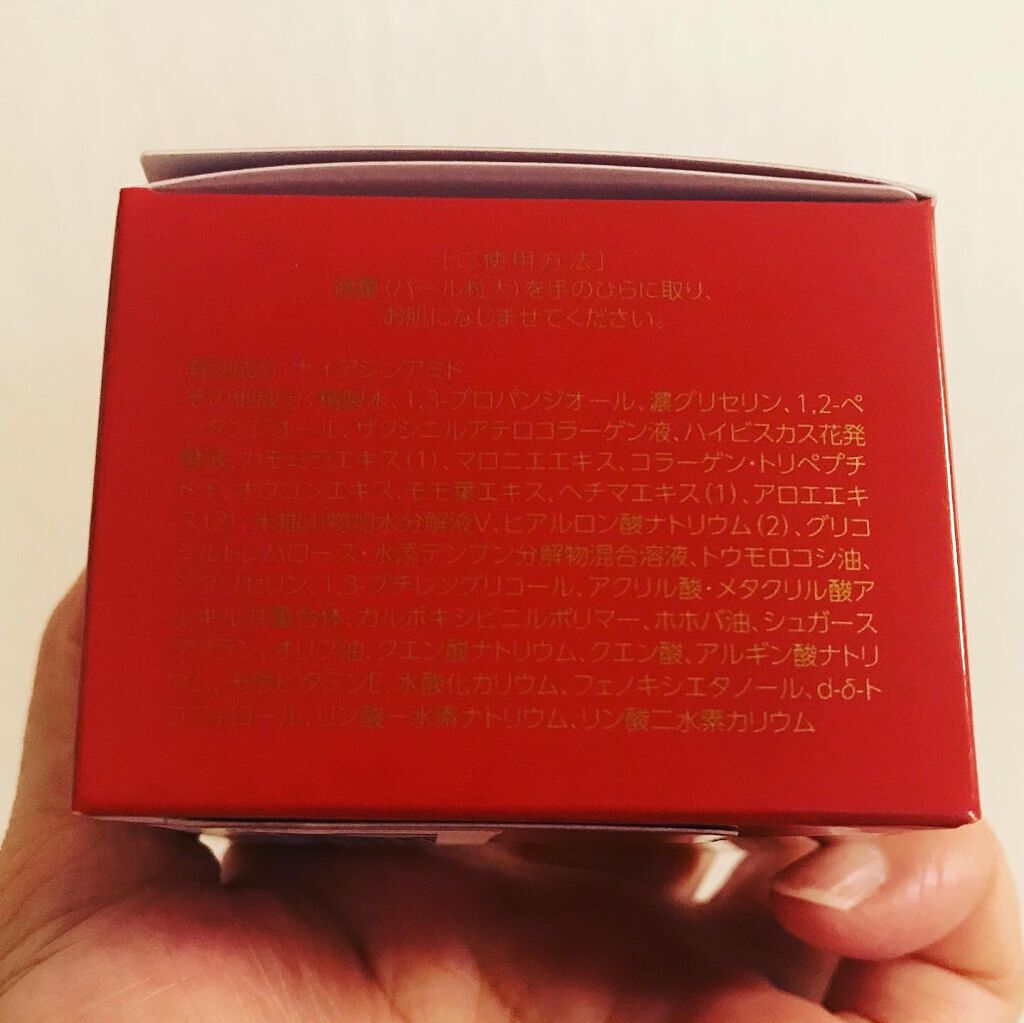 [ご使用方法]
適量(パール粒大)を手のひらに取り、
お肌になじませてください。
有効成分:ナイアシンアミド
その他成分:精製水、1,3-プロパンジオール、濃グリセリン、1,2-ペ
ンタンジオール、サクシニルアテロコラーゲン液、ハイビスカス花発
酵液、カモミラエキス(1)、マロニエエキス、コラーゲン・トリペプチ
ド F、オウゴンエキス、モモ葉エキス、ヘチマエキス(1)、アロエエキ
ス(2)、米抽出物加水分解液V、ヒアルロン酸ナトリウム(2)、グリコ
シルトレハロース・水添デンプン分解物混合溶液、トウモロコシ油、
ジグリセリン、1,3-ブチレングリコール、アクリル酸・メタクリル酸ア
ルキル共重合体、カルボキシビニルポリマー、ホホバ油、シュガース
クワラン、オリブ油、クエン酸ナトリウム、クエン酸、アルギン酸ナトリ
ウム、天然ビタミンE、水酸化カリウム、フェノキシエタノール、d-δ-ト
コフェロール、リン酸一水素ナトリウム、リン酸二水素カリウム